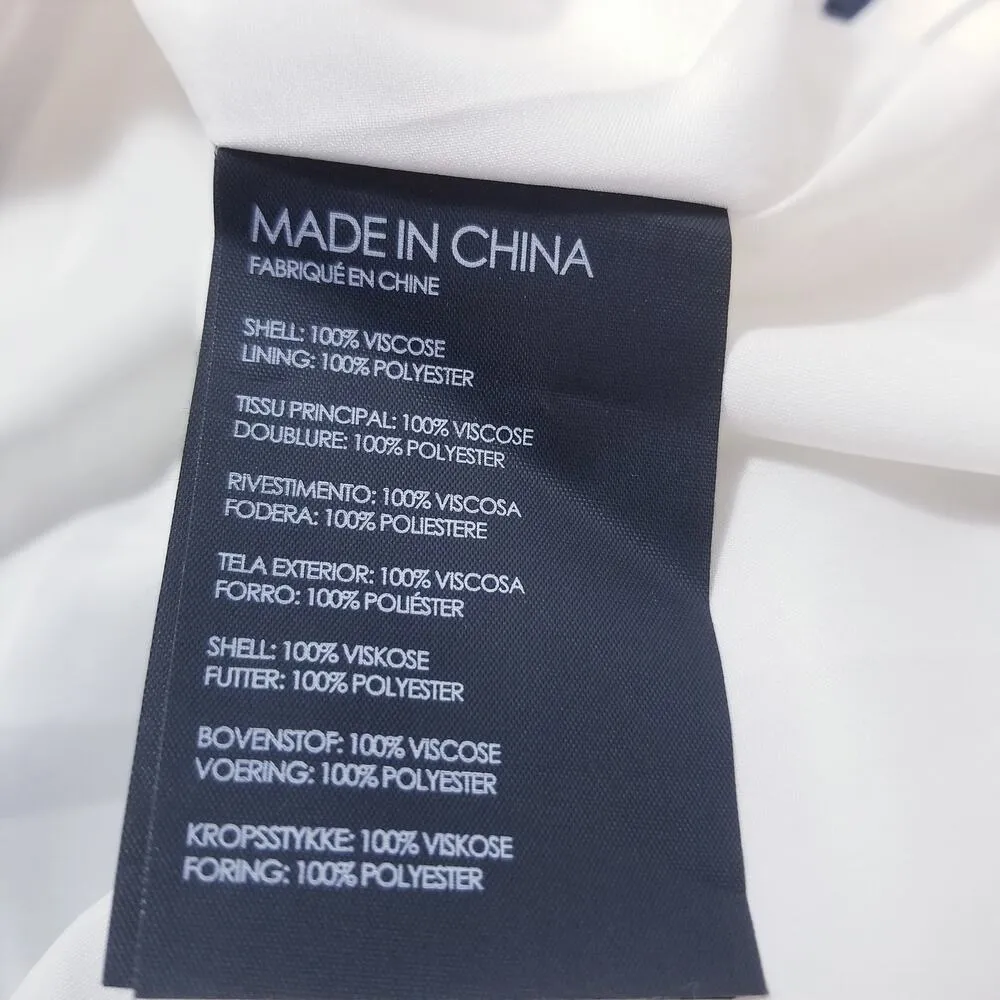 MADE IN CHINA
FABRIQUÉ EN CHINE
SHELL: 100% VISCOSE
LINING: 100% POLYESTER
TISSU PRINCIPAL: 100% VISCOSE
DOUBLURE: 100% POLYESTER
RIVESTIMENTO: 100% VISCOSA
FODERA: 100% POLIESTERE
TELA EXTERIOR: 100% VISCOSA
FORRO: 100% POLIÉSTER
SHELL: 100% VISKOSE
FUTTER: 100% POLYESTER
BOVENSTOF: 100% VISCOSE
VOERING: 100% POLYESTER
KROPSSTYKKE: 100% VISKOSE
FORING: 100% POLYESTER